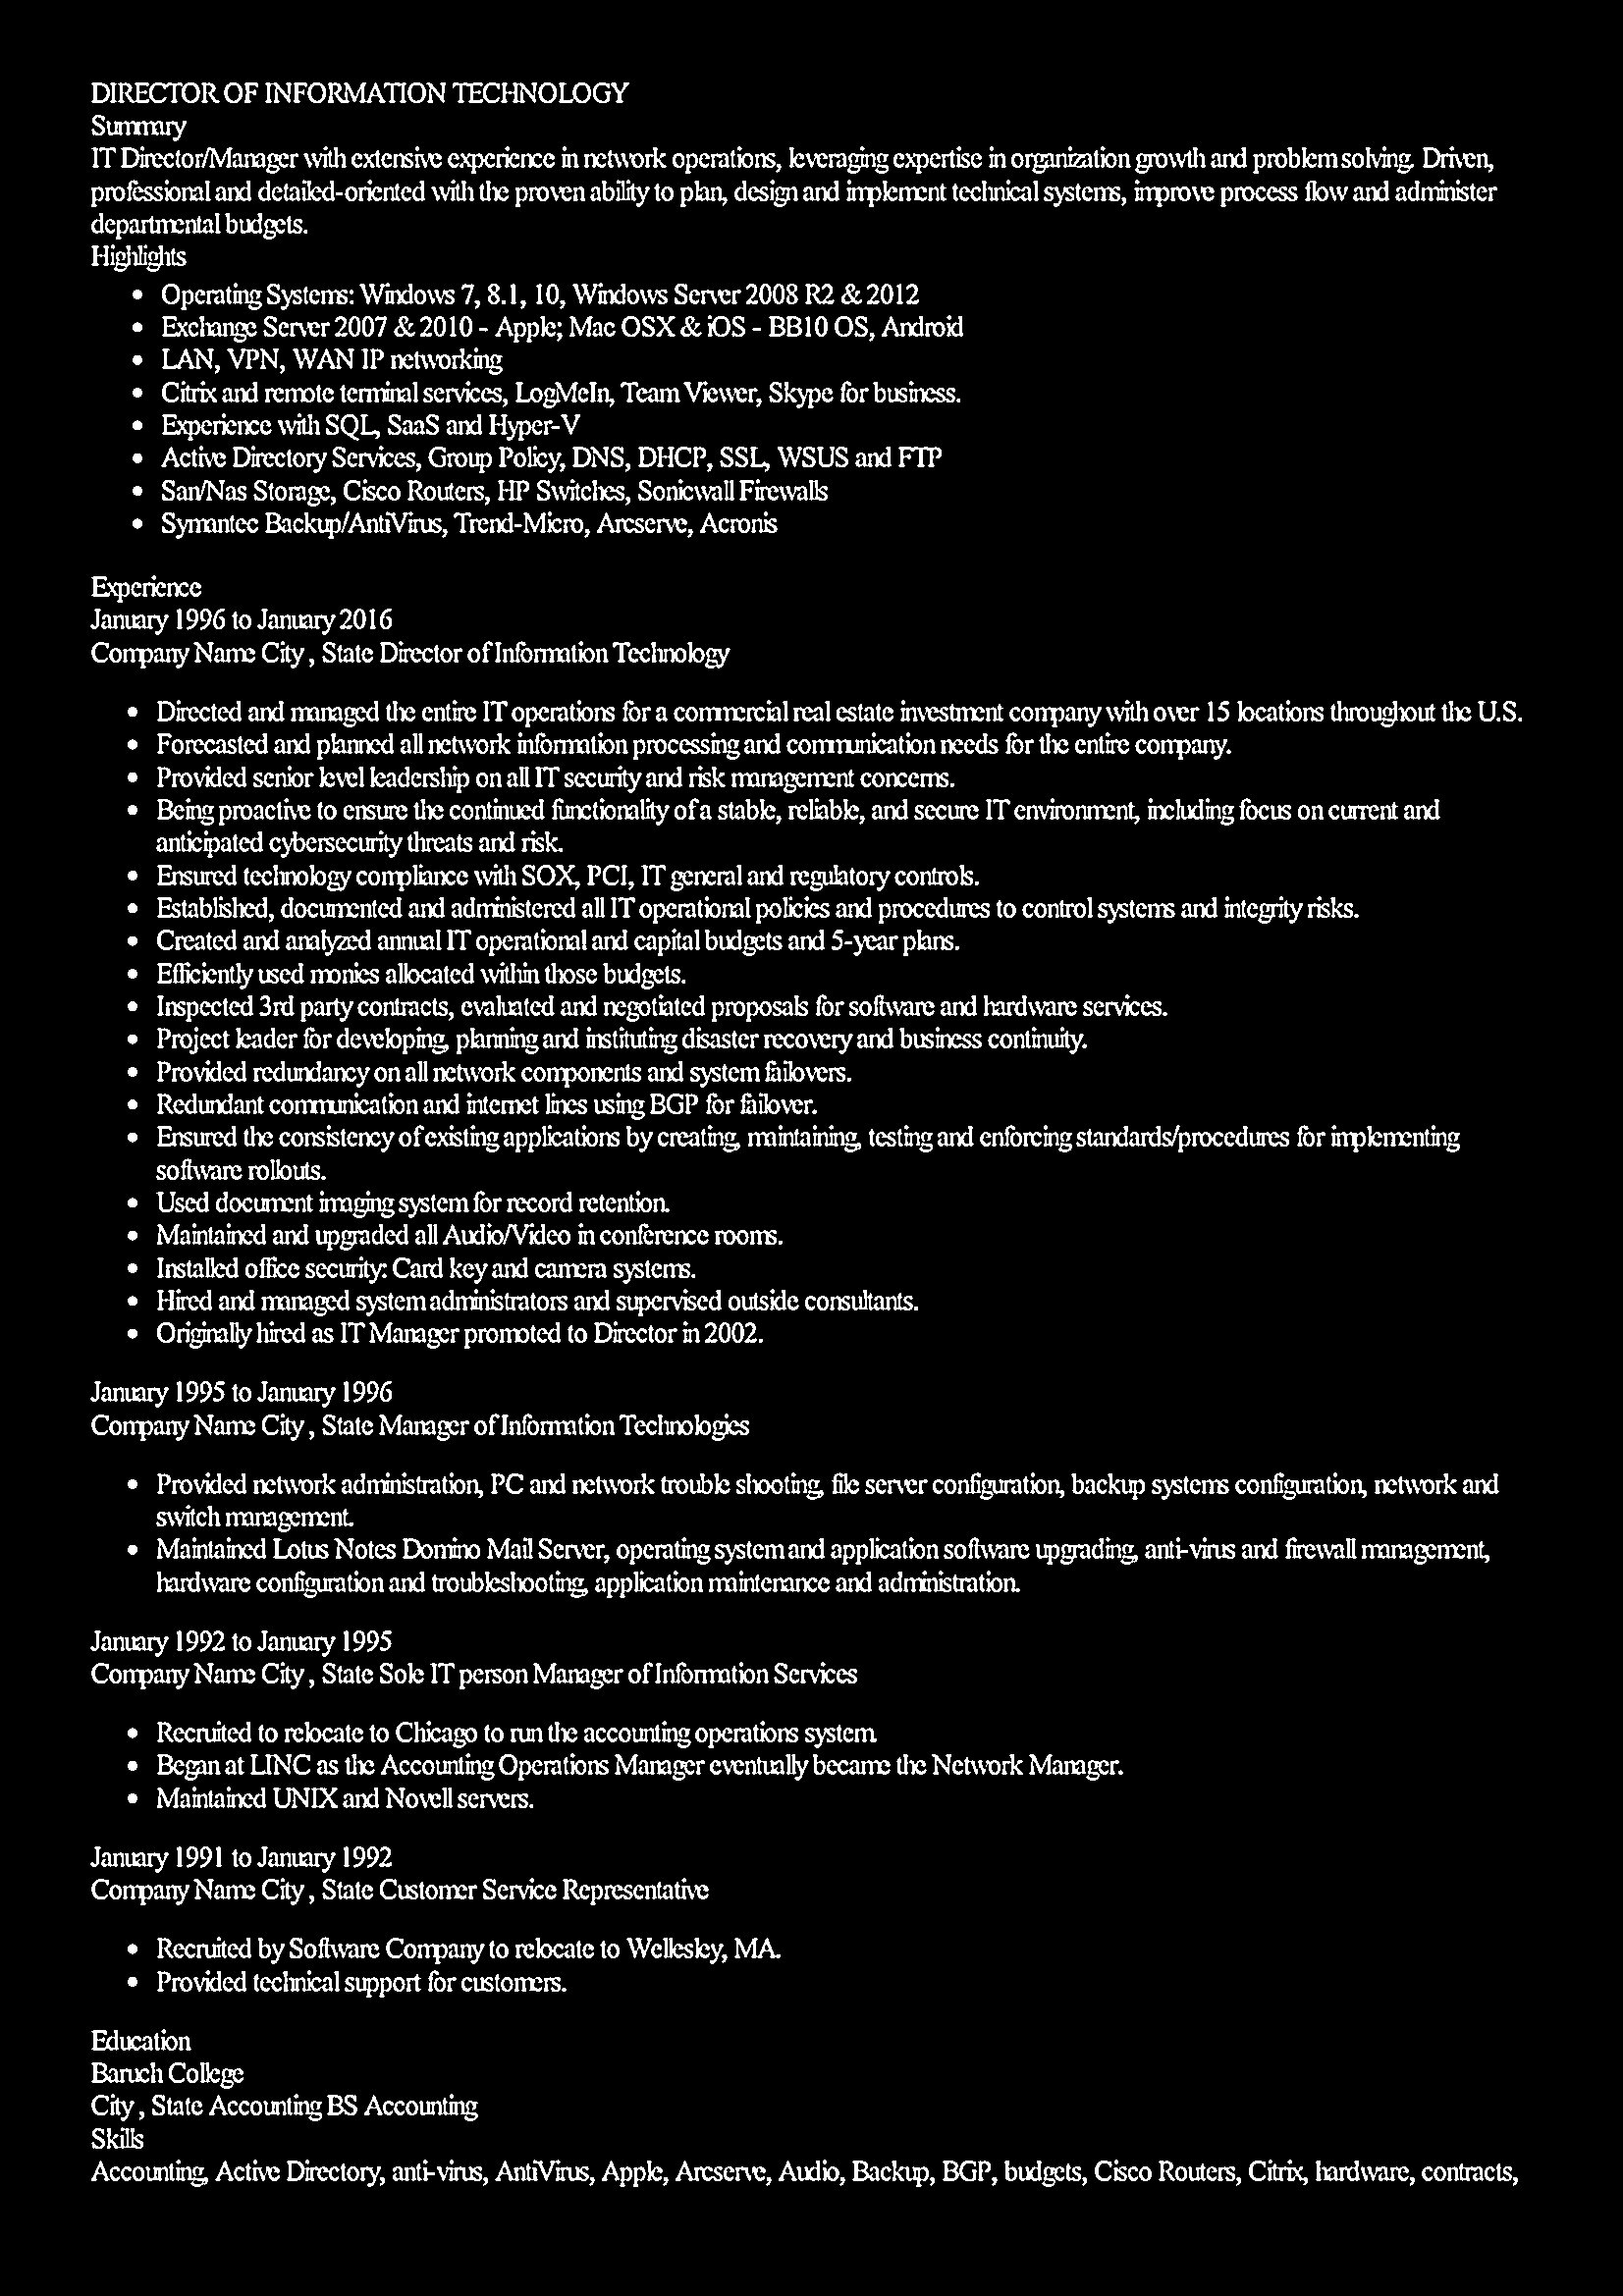 DIRECTOR OF INFORMATION TECHNOLOGY
Summary
IT Director/Manager with extensive experience in network operations, leveraging expertise in organization growth and problem solving. Driven,
professional and detailed-oriented with the proven ability to plan, design and implement technical systems, improve process flow and administer
departmental budgets.
Highlights
• Operating Systems: Windows 7, 8.1, 10, Windows Server 2008 R2 & 2012
• Exchange Server 2007 & 2010 - Apple; Mac OSX & iOS - BB10 OS, Android
• LAN, VPN, WAN IP networking
• Citrix and remote terminal services, LogMeIn, Team Viewer, Skype for business.
• Experience with SQL, SaaS and Hyper-V
• Active Directory Services, Group Policy, DNS, DHCP, SSL, WSUS and FTP
• San/Nas Storage, Cisco Routers, HP Switches, Sonicwall Firewalls
• Symantec Backup/AntiVirus, Trend-Micro, Arcserve, Acronis
Experience
January 1996 to January 2016
Company Name City , State Director of Information Technology
• Directed and managed the entire IT operations for a commercial real estate investment company with over 15 locations throughout the U.S.
• Forecasted and planned all network information processing and communication needs for the entire company.
• Provided senior level leadership on all IT security and risk management concerns.
• Being proactive to ensure the continued functionality of a stable, reliable, and secure IT environment, including focus on current and
anticipated cybersecurity threats and risk.
• Ensured technology compliance with SOX, PCI, IT general and regulatory controls.
• Established, documented and administered all IT operational policies and procedures to control systems and integrity risks.
• Created and analyzed annual IT operational and capital budgets and 5-year plans.
• Efficiently used monies allocated within those budgets.
• Inspected 3rd party contracts, evaluated and negotiated proposals for software and hardware services.
• Project leader for developing, planning and instituting disaster recovery and business continuity.
• Provided redundancy on all network components and system failovers.
• Redundant communication and internet lines using BGP for failover.
• Ensured the consistency of existing applications by creating, maintaining, testing and enforcing standards/procedures for implementing
software rollouts.
• Used document imaging system for record retention.
• Maintained and upgraded all Audio/Video in conference rooms.
• Installed office security: Card key and camera systems.
• Hired and managed system administrators and supervised outside consultants.
• Originally hired as IT Manager promoted to Director in 2002.
January 1995 to January 1996
Company Name City , State Manager of Information Technologies
• Provided network administration, PC and network trouble shooting, file server configuration, backup systems configuration, network and
switch management.
• Maintained Lotus Notes Domino Mail Server, operating system and application software upgrading, anti-virus and firewall management,
hardware configuration and troubleshooting, application maintenance and administration.
January 1992 to January 1995
Company Name City , State Sole IT person Manager of Information Services
• Recruited to relocate to Chicago to run the accounting operations system.
• Began at LINC as the Accounting Operations Manager eventually became the Network Manager.
• Maintained UNIX and Novell servers.
January 1991 to January 1992
Company Name City , State Customer Service Representative
• Recruited by Software Company to relocate to Wellesley, MA.
• Provided technical support for customers.
Education
Baruch College
City , State Accounting BS Accounting
Skills
Accounting, Active Directory, anti-virus, AntiVirus, Apple, Arcserve, Audio, Backup, BGP, budgets, Cisco Routers, Citrix, hardware, contracts,